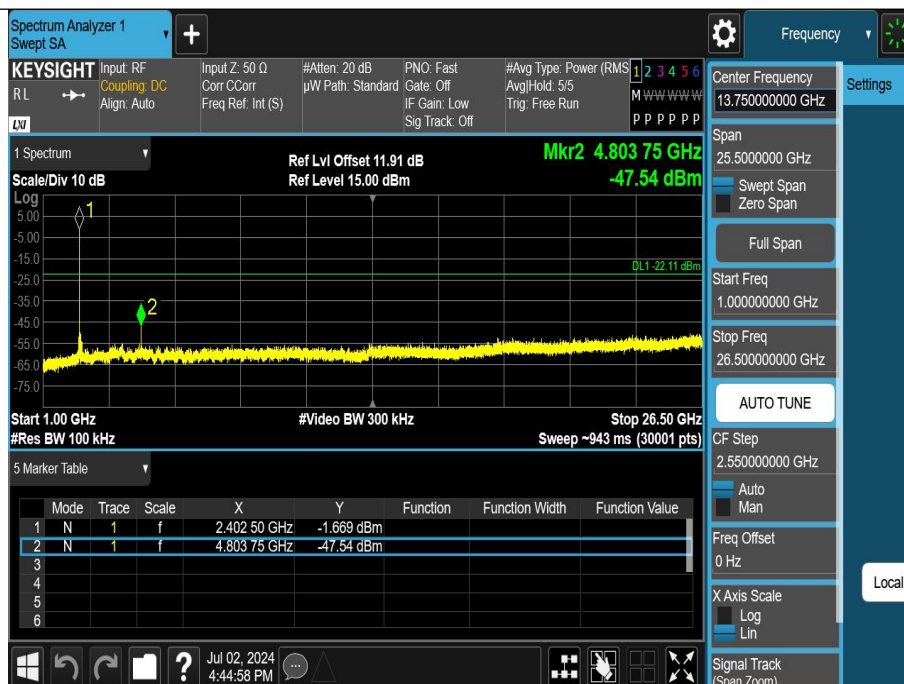 Spectrum Analyzer 1
Swept SA
+
Frequency
KEYSIGHT
RL
LXI
Input: RF
Coupling: DC
Align: Auto
Input Z: 50 Ω
Corr CCorr
Freq Ref: Int (S)
#Atten: 20 dB
µW Path: Standard
PNO: Fast
Gate: Off
IF Gain: Low
Sig Track: Off
#Avg Type: Power (RMS
Avg|Hold: 5/5
Trig: Free Run
1 2 3 4 5 6
M W W W W W
P P P P P P
1 Spectrum
Scale/Div 10 dB
Ref Lvl Offset 11.91 dB
Ref Level 15.00 dBm
Mkr2 4.803 75 GHz
-47.54 dBm
Log
5.00
-5.00
-15.0
-25.0
-35.0
-45.0
-55.0
-65.0
-75.0
1
2
DL1 -22.11 dBm
Start 1.00 GHz
#Video BW 300 kHz
Stop 26.50 GHz
#Res BW 100 kHz
Sweep ~943 ms (30001 pts)
5 Marker Table
Mode Trace Scale X Y Function Function Width Function Value
1 N 1 f 2.402 50 GHz -1.669 dBm
2 N 1 f 4.803 75 GHz -47.54 dBm
3
4
5
6
?
Jul 02, 2024
4:44:58 PM
Center Frequency
13.750000000 GHz
Settings
Span
25.5000000 GHz
Swept Span
Zero Span
Full Span
Start Freq
1.000000000 GHz
Stop Freq
26.500000000 GHz
AUTO TUNE
CF Step
2.550000000 GHz
Auto
Man
Freq Offset
0 Hz
Local
X Axis Scale
Log
Lin
Signal Track
(Span Zoom)